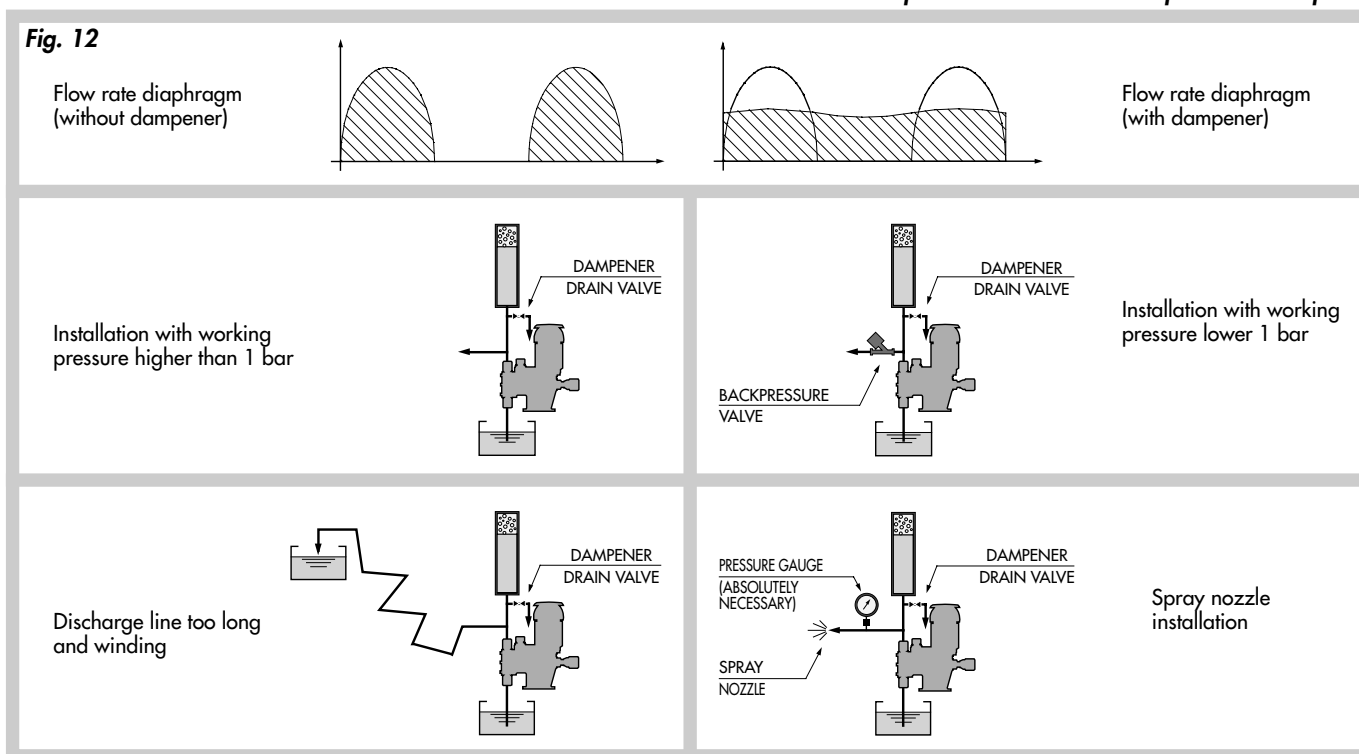 Fig. 12
Flow rate diaphragm
(without dampener)
Flow rate diaphragm
(with dampener)
Installation with working
pressure higher than 1 bar
DAMPENER
DRAIN VALVE
DAMPENER
DRAIN VALVE
BACKPRESSURE
VALVE
Installation with working
pressure lower 1 bar
Discharge line too long
and winding
DAMPENER
DRAIN VALVE
PRESSURE GAUGE
(ABSOLUTELY
NECESSARY)
SPRAY
NOZZLE
DAMPENER
DRAIN VALVE
Spray nozzle
installation